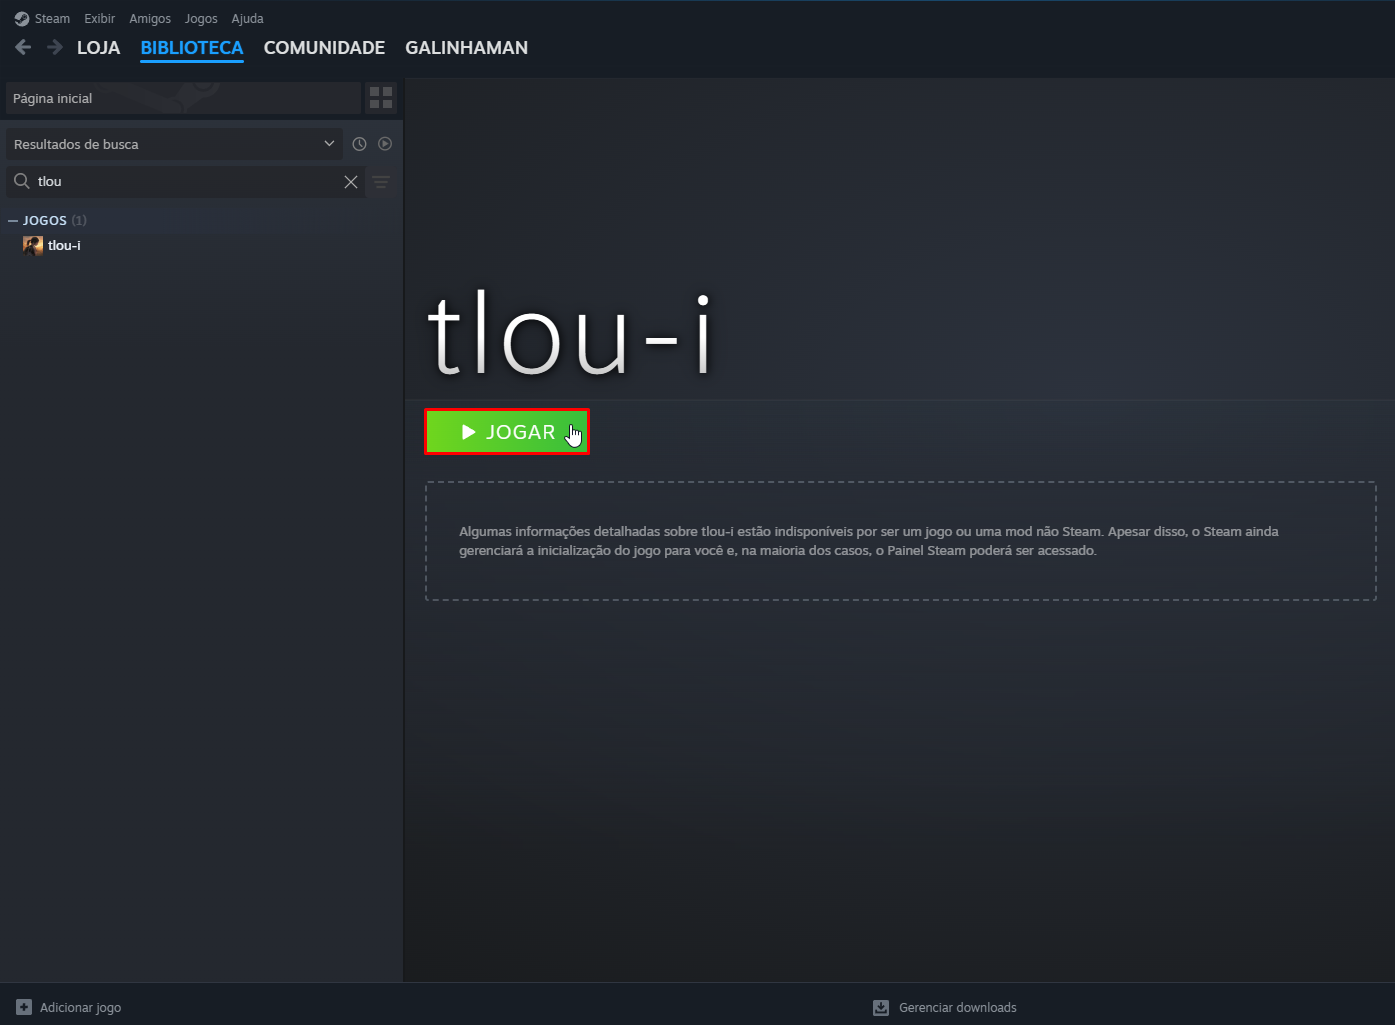 Steam Exibir Amigos Jogos Ajuda
LOJA BIBLIOTECA COMUNIDADE GALINHAMAN
Página inicial
Resultados de busca
tlou
JOGOS (1)
tlou-i
tlou-i
JOGAR
Algumas informações detalhadas sobre tlou-i estão indisponíveis por ser um jogo ou uma mod não Steam. Apesar disso, o Steam ainda
gerenciará a inicialização do jogo para você e, na maioria dos casos, o Painel Steam poderá ser acessado.
Adicionar jogo
Gerenciar downloads